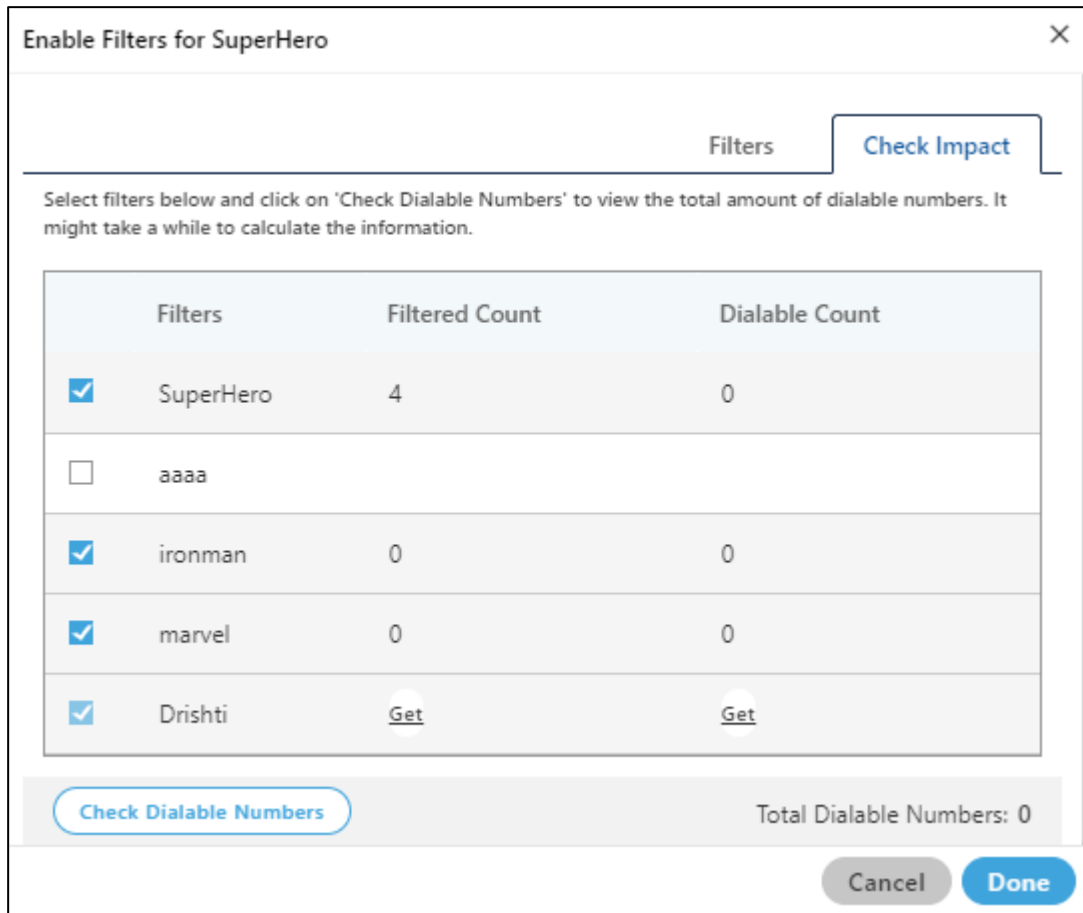 Enable Filters for SuperHero
Filters Check Impact
Select filters below and click on 'Check Dialable Numbers' to view the total amount of dialable numbers. It
might take a while to calculate the information.
Filters Filtered Count Dialable Count
SuperHero 4 0
aaaa
ironman 0 0
marvel 0 0
Drishti Get Get
Check Dialable Numbers Total Dialable Numbers: 0
Cancel Done